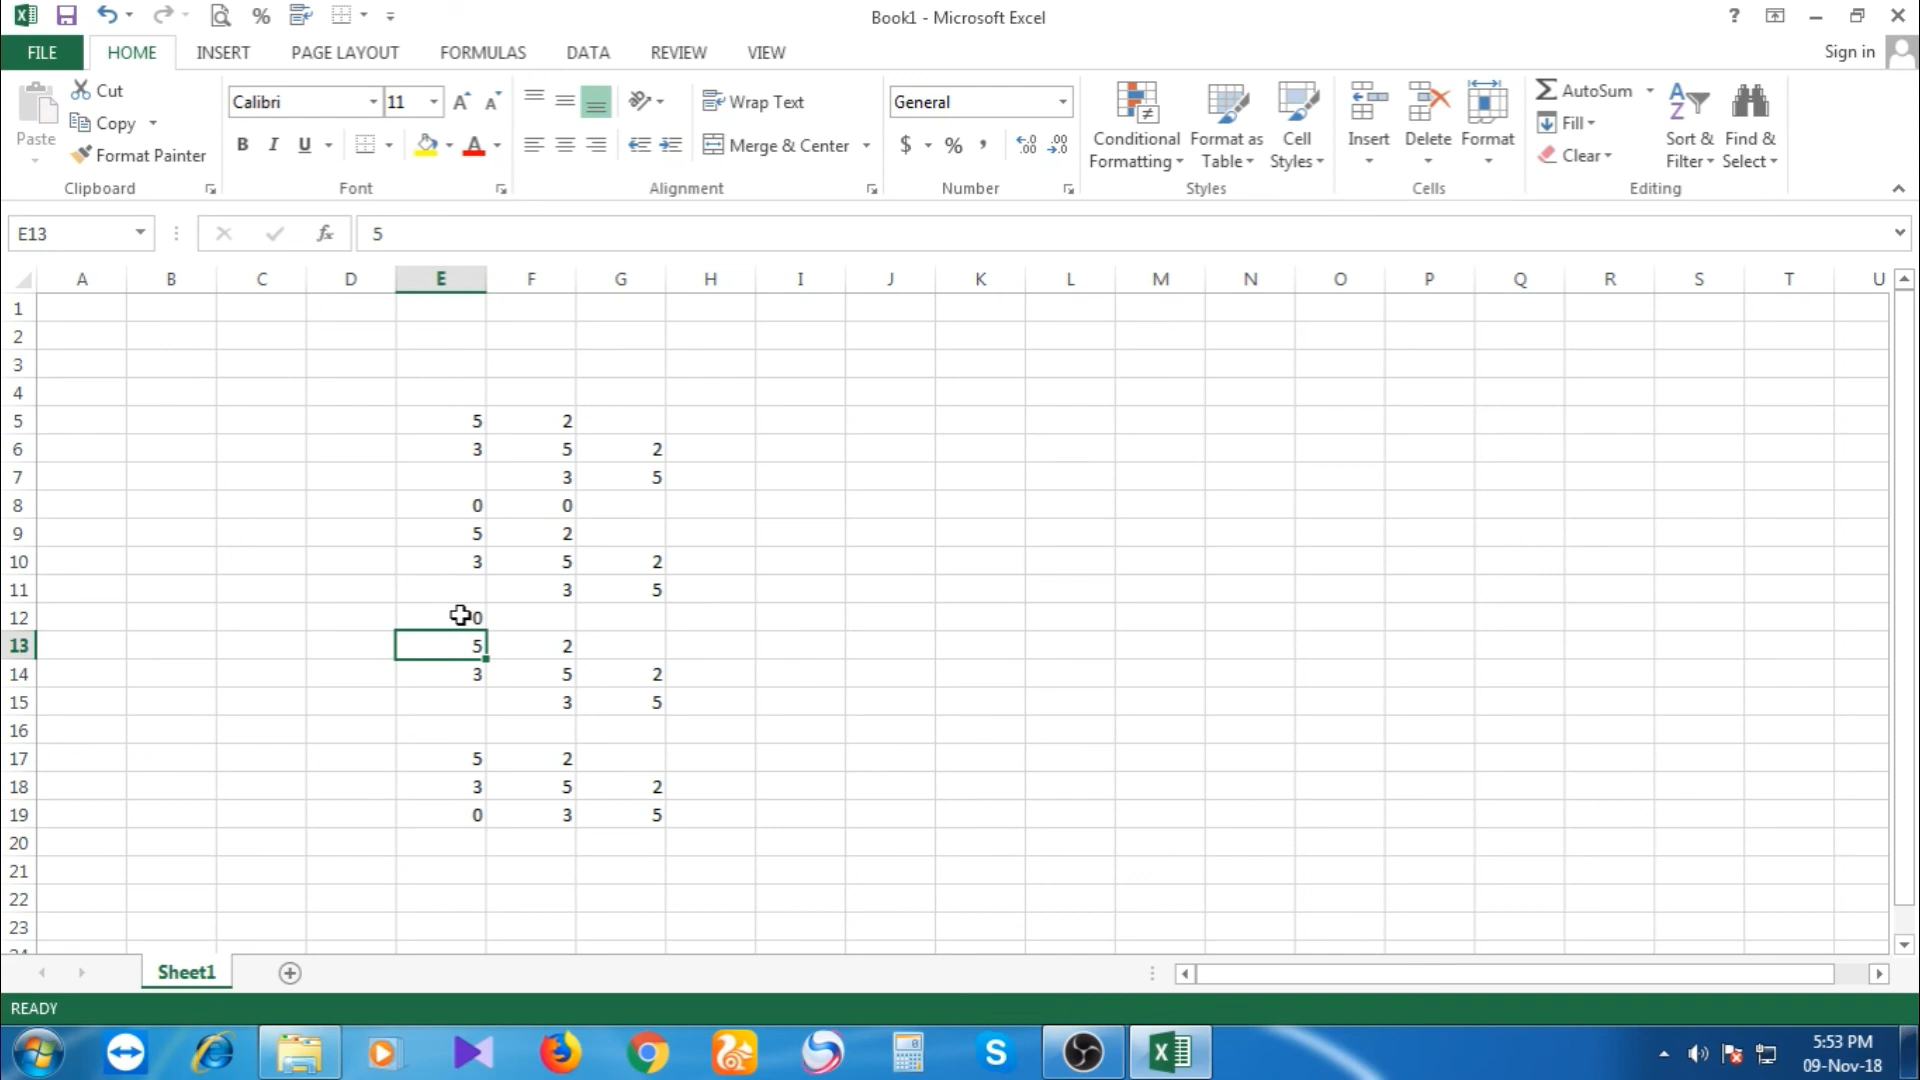 Book1 - Microsoft Excel
?
FILE HOME INSERT PAGE LAYOUT FORMULAS DATA REVIEW VIEW Sign in
Paste
Cut
Copy
Format Painter
Clipboard
Calibri 11
B I U
Font
Wrap Text
Merge & Center
Alignment
General
$ % ,
Number
Conditional
Formatting
Format as
Table
Cell
Styles
Styles
Insert
Delete
Format
Cells
AutoSum
Fill
Clear
Sort &
Filter
Find &
Select
Editing
E13 fx 5
A B C D E F G H I J K L M N O P Q R S T U
1
2
3
4
5 5 2
6 3 5 2
7 3 5
8 0 0
9 5 2
10 3 5 2
11 3 5
12 0
13 5 2
14 3 5 2
15 3 5
16
17 5 2
18 3 5 2
19 0 3 5
20
21
22
23
24
Sheet1
READY
5:53 PM
09-Nov-18